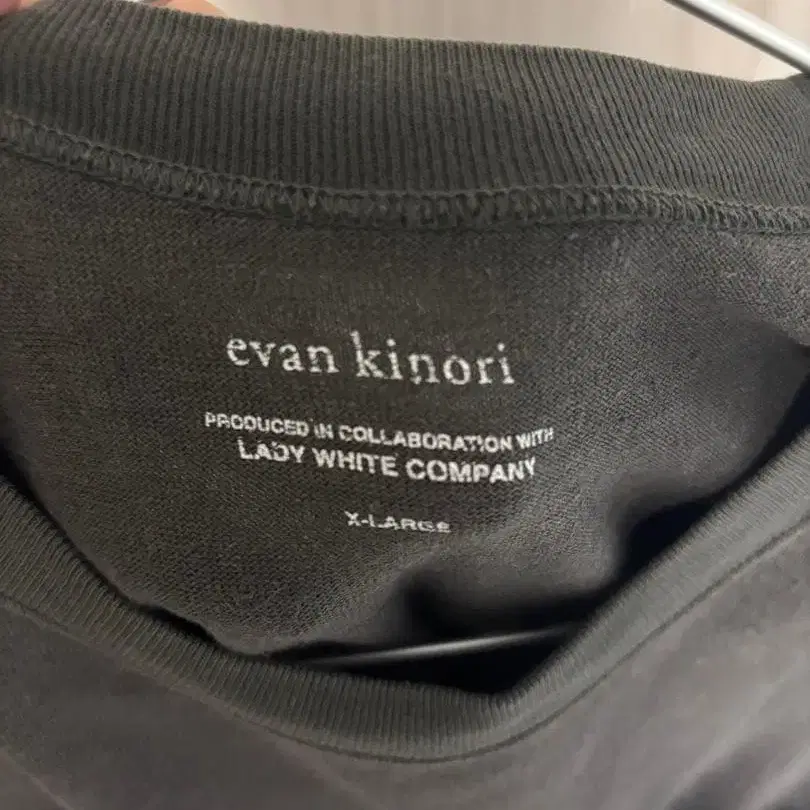 evan kinori
PRODUCED IN COLLABORATION WITH
LADY WHITE COMPANY
X-LARGE